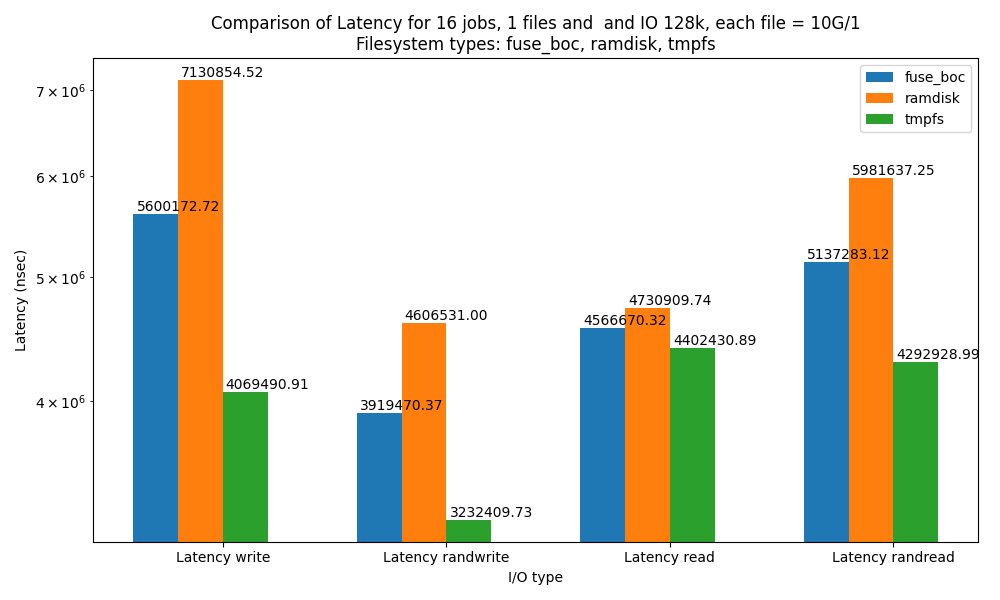 Comparison of Latency for 16 jobs, 1 files and  and IO 128k, each file = 10G/1
Filesystem types: fuse_boc, ramdisk, tmpfs
fuse_boc
ramdisk
tmpfs
7 × 10⁶
6 × 10⁶
5 × 10⁶
4 × 10⁶
Latency (nsec)
5600172.72
7130854.52
4069490.91
3919470.37
4606531.00
3232409.73
4566670.32
4730909.74
4402430.89
5137283.12
5981637.25
4292928.99
Latency write
Latency randwrite
Latency read
Latency randread
I/O type